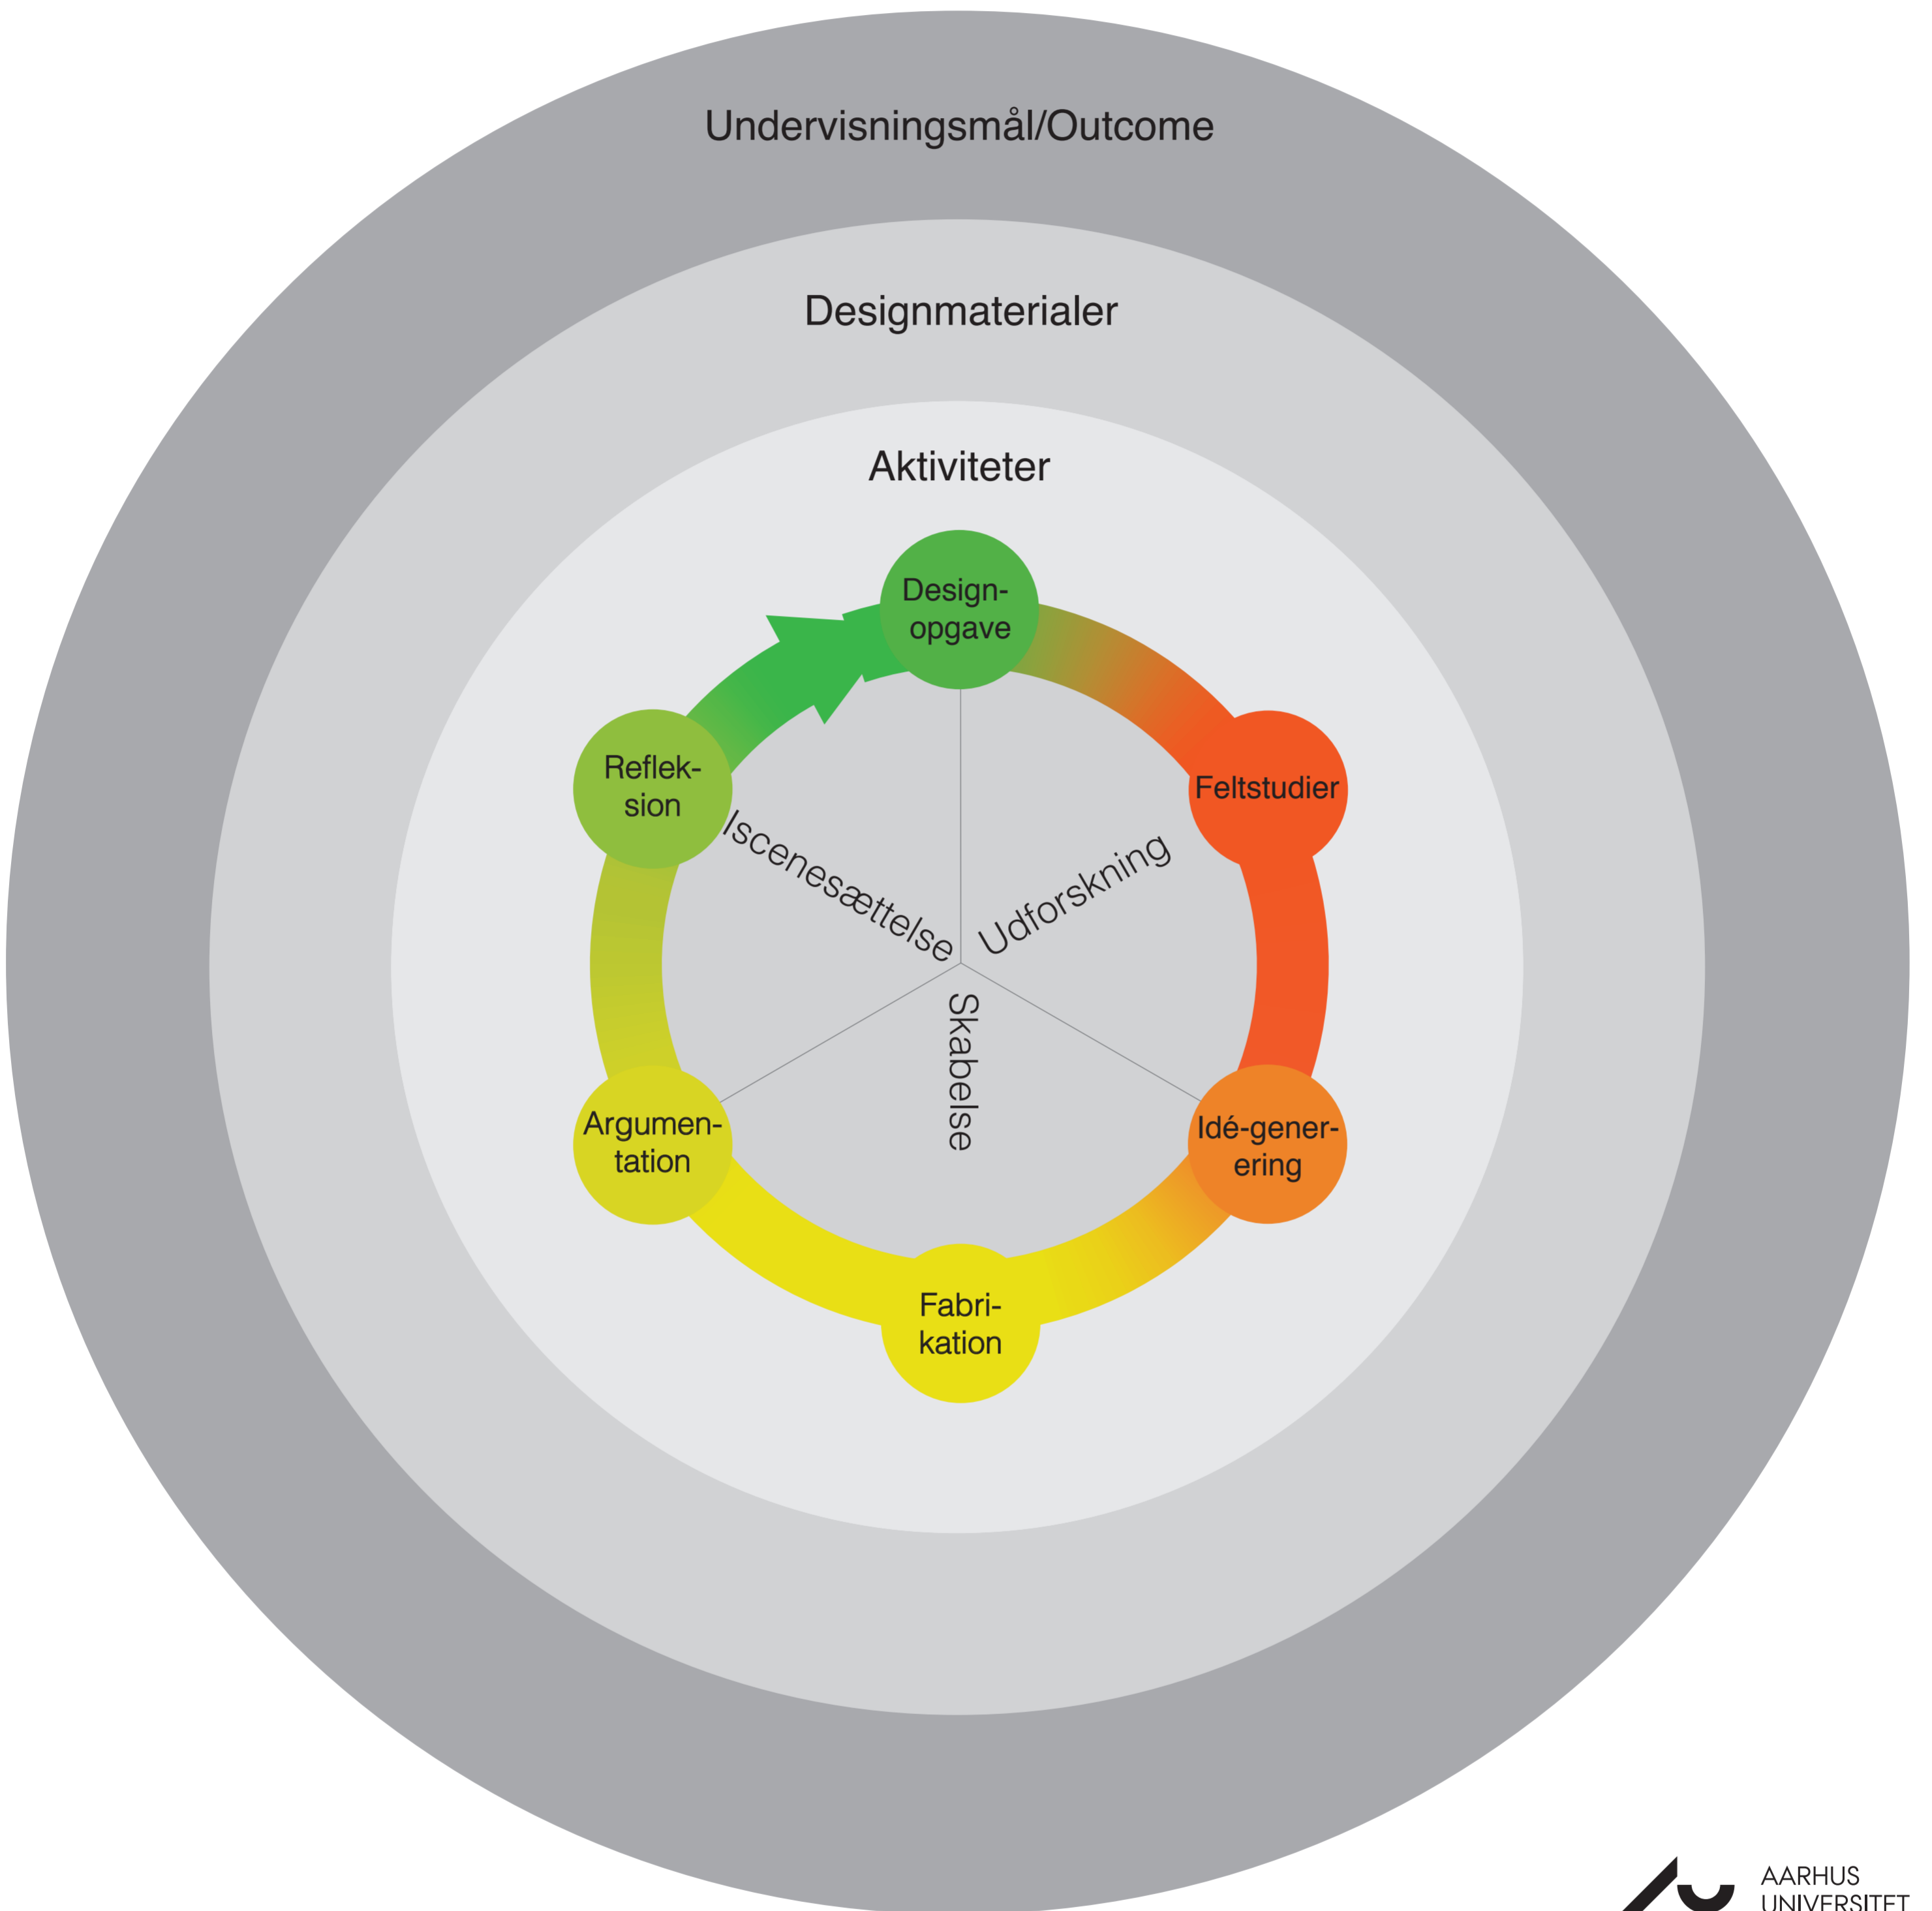 Undervisningsmål/Outcome
Designmaterialer
Aktiviteter
Design-
opgave
Feltstudier
Idé-gener-
ering
Fabri-
kation
Argumen-
tation
Reflek-
sion
Iscenesættelse
Udforskning
Skabelse
AARHUS
UNIVERSITET